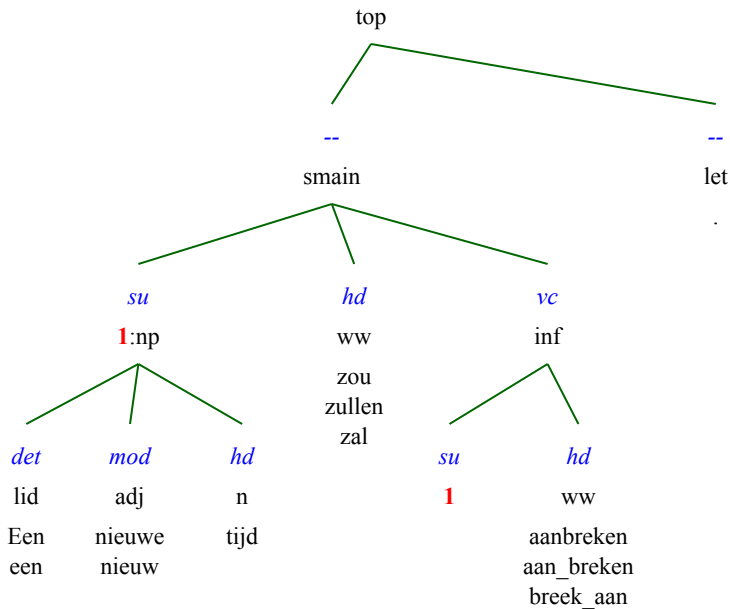 top
-- --
smain let
.
su hd vc
1:np ww inf
zou
zullen
zal
det mod hd su hd
lid adj n 1 ww
Een nieuwe tijd aanbreken
een nieuw aan_breken
breek_aan